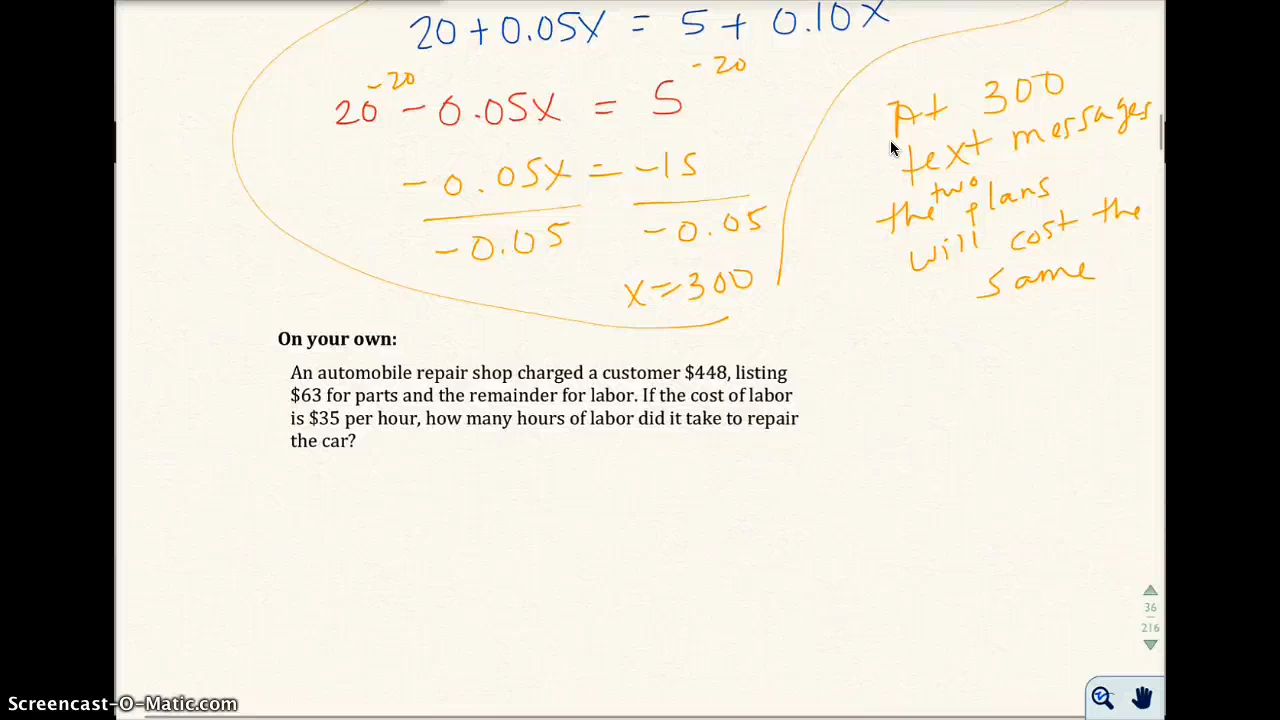 20 + 0.05X = 5 + 0.10X
-20 -20
20 - 0.05X = 5
-0.05X = -15
-0.05 -0.05
X = 300
At 300
text messages
the two plans
will cost the
same
On your own:
An automobile repair shop charged a customer $448, listing
$63 for parts and the remainder for labor. If the cost of labor
is $35 per hour, how many hours of labor did it take to repair
the car?
36
216
Screencast-O-Matic.com